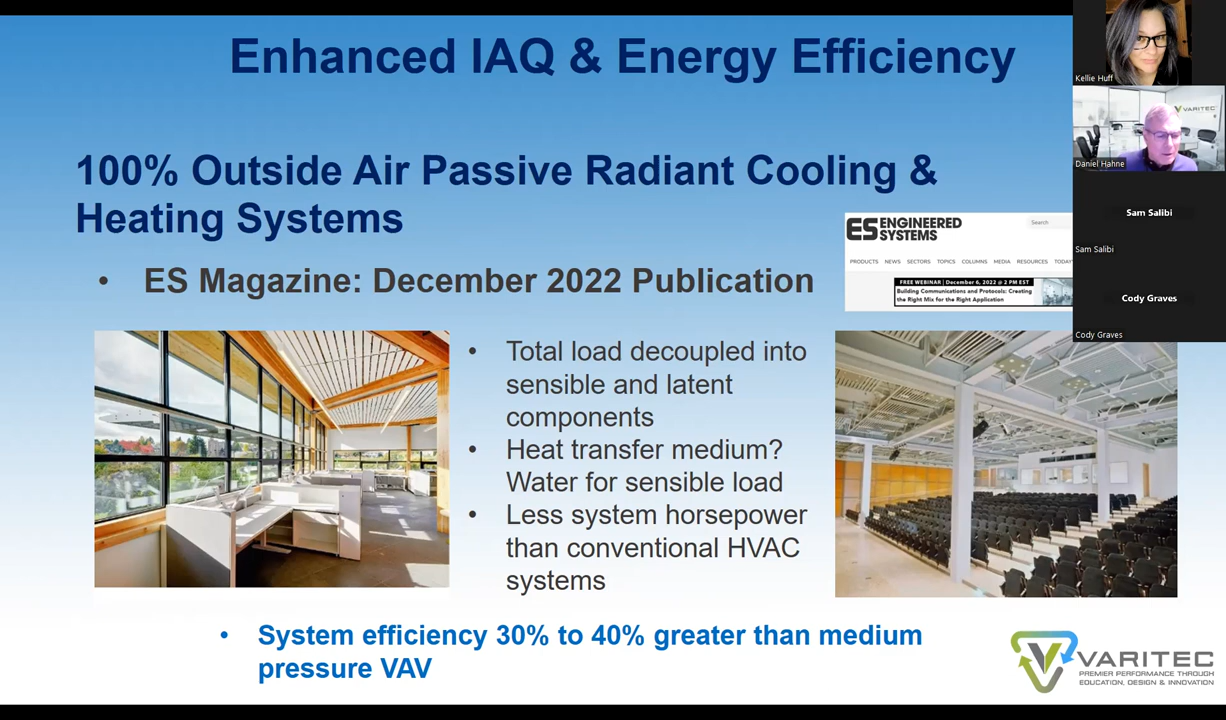 Enhanced IAQ & Energy Efficiency
Kellie Huff
VARITEC
Daniel Hahne
100% Outside Air Passive Radiant Cooling &
Heating Systems
Sam Salibi
Sam Salibi
ES ENGINEERED
SYSTEMS
Search
PRODUCTS NEWS SECTORS TOPICS COLUMNS MEDIA RESOURCES TODAY'
FREE WEBINAR | December 6, 2022 @ 2 PM EST
Building Communications and Protocols: Creating
the Right Mix for the Right Application
• ES Magazine: December 2022 Publication
Cody Graves
Cody Graves
• Total load decoupled into
sensible and latent
components
• Heat transfer medium?
Water for sensible load
• Less system horsepower
than conventional HVAC
systems
• System efficiency 30% to 40% greater than medium
pressure VAV
VARITEC
PREMIER PERFORMANCE THROUGH
EDUCATION, DESIGN & INNOVATION